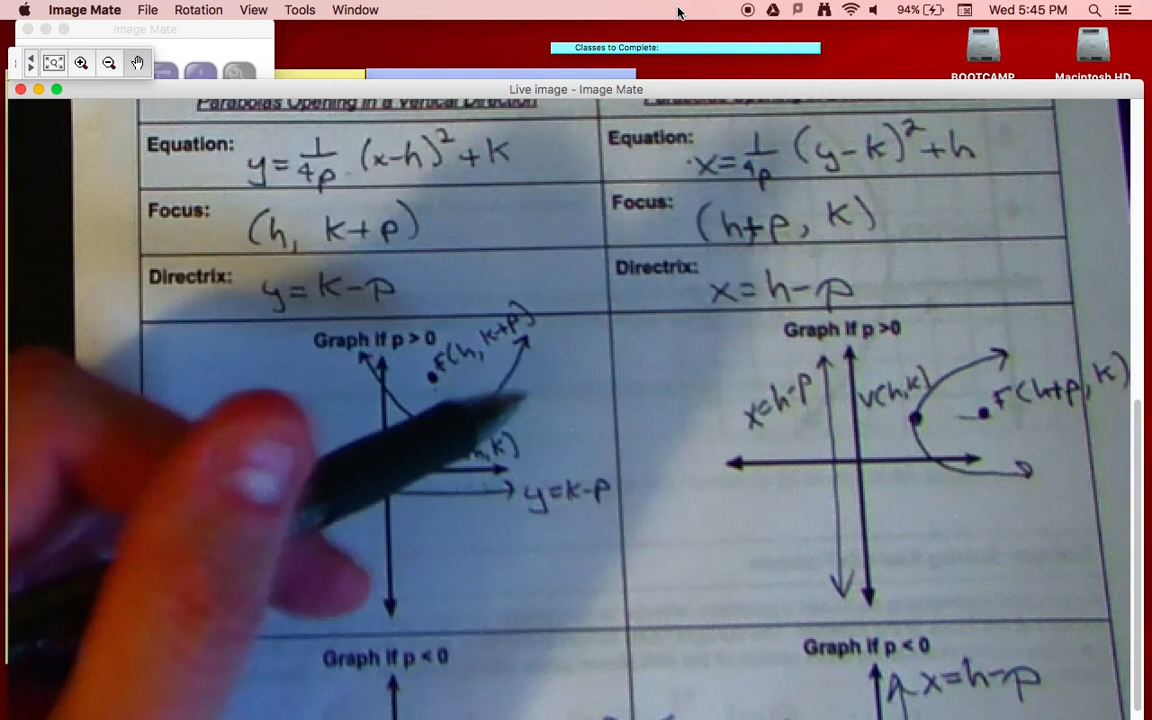 Image Mate File Rotation View Tools Window 94% Wed 5:45 PM
Image Mate
Classes to Complete:
BOOTCAMP Macintosh HD
Live image - Image Mate
Parabolas Opening in a Vertical Direction
Equation: y = 1/4p (x-h)² + k
Equation: x = 1/4p (y-k)² + h
Focus: (h, k+p)
Focus: (h+p, k)
Directrix: y = k-p
Directrix: x = h-p
Graph if p > 0
F(h, k+p)
y=k-p
Graph if p >0
x=h-p
V(h,k)
F(h+p, k)
Graph if p < 0
Graph if p < 0
x=h-p